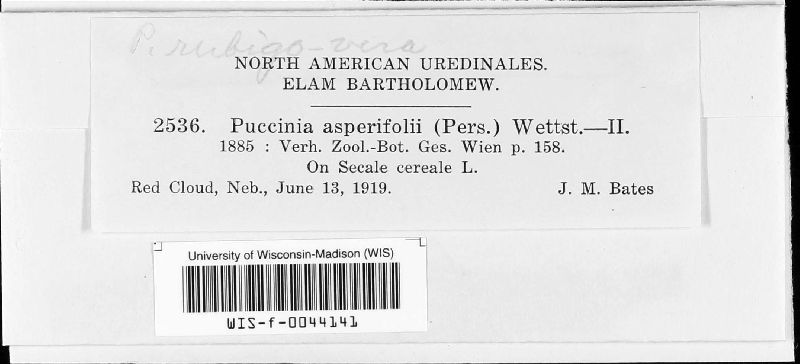 P. rubigo-vera
NORTH AMERICAN UREDINALES.
ELAM BARTHOLOMEW.
2536. Puccinia asperifolii (Pers.) Wettst.—II.
1885 : Verh. Zool.-Bot. Ges. Wien p. 158.
On Secale cereale L.
Red Cloud, Neb., June 13, 1919. J. M. Bates
University of Wisconsin-Madison (WIS)
WIS-f-0044141